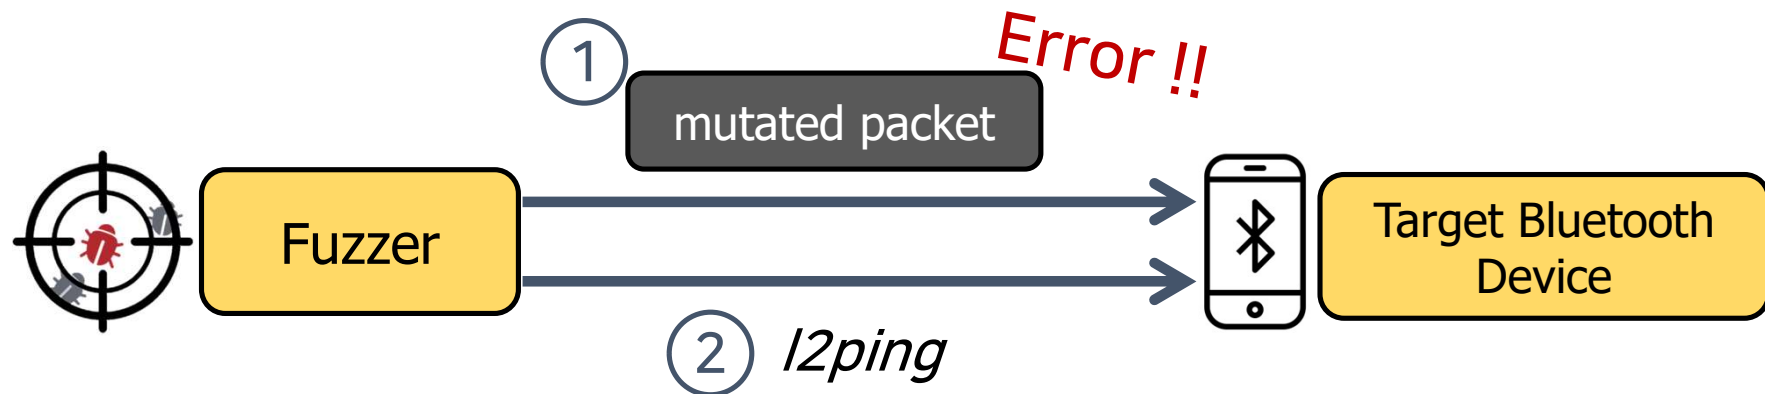 1
Error !!
mutated packet
Fuzzer
Target Bluetooth
Device
2
l2ping